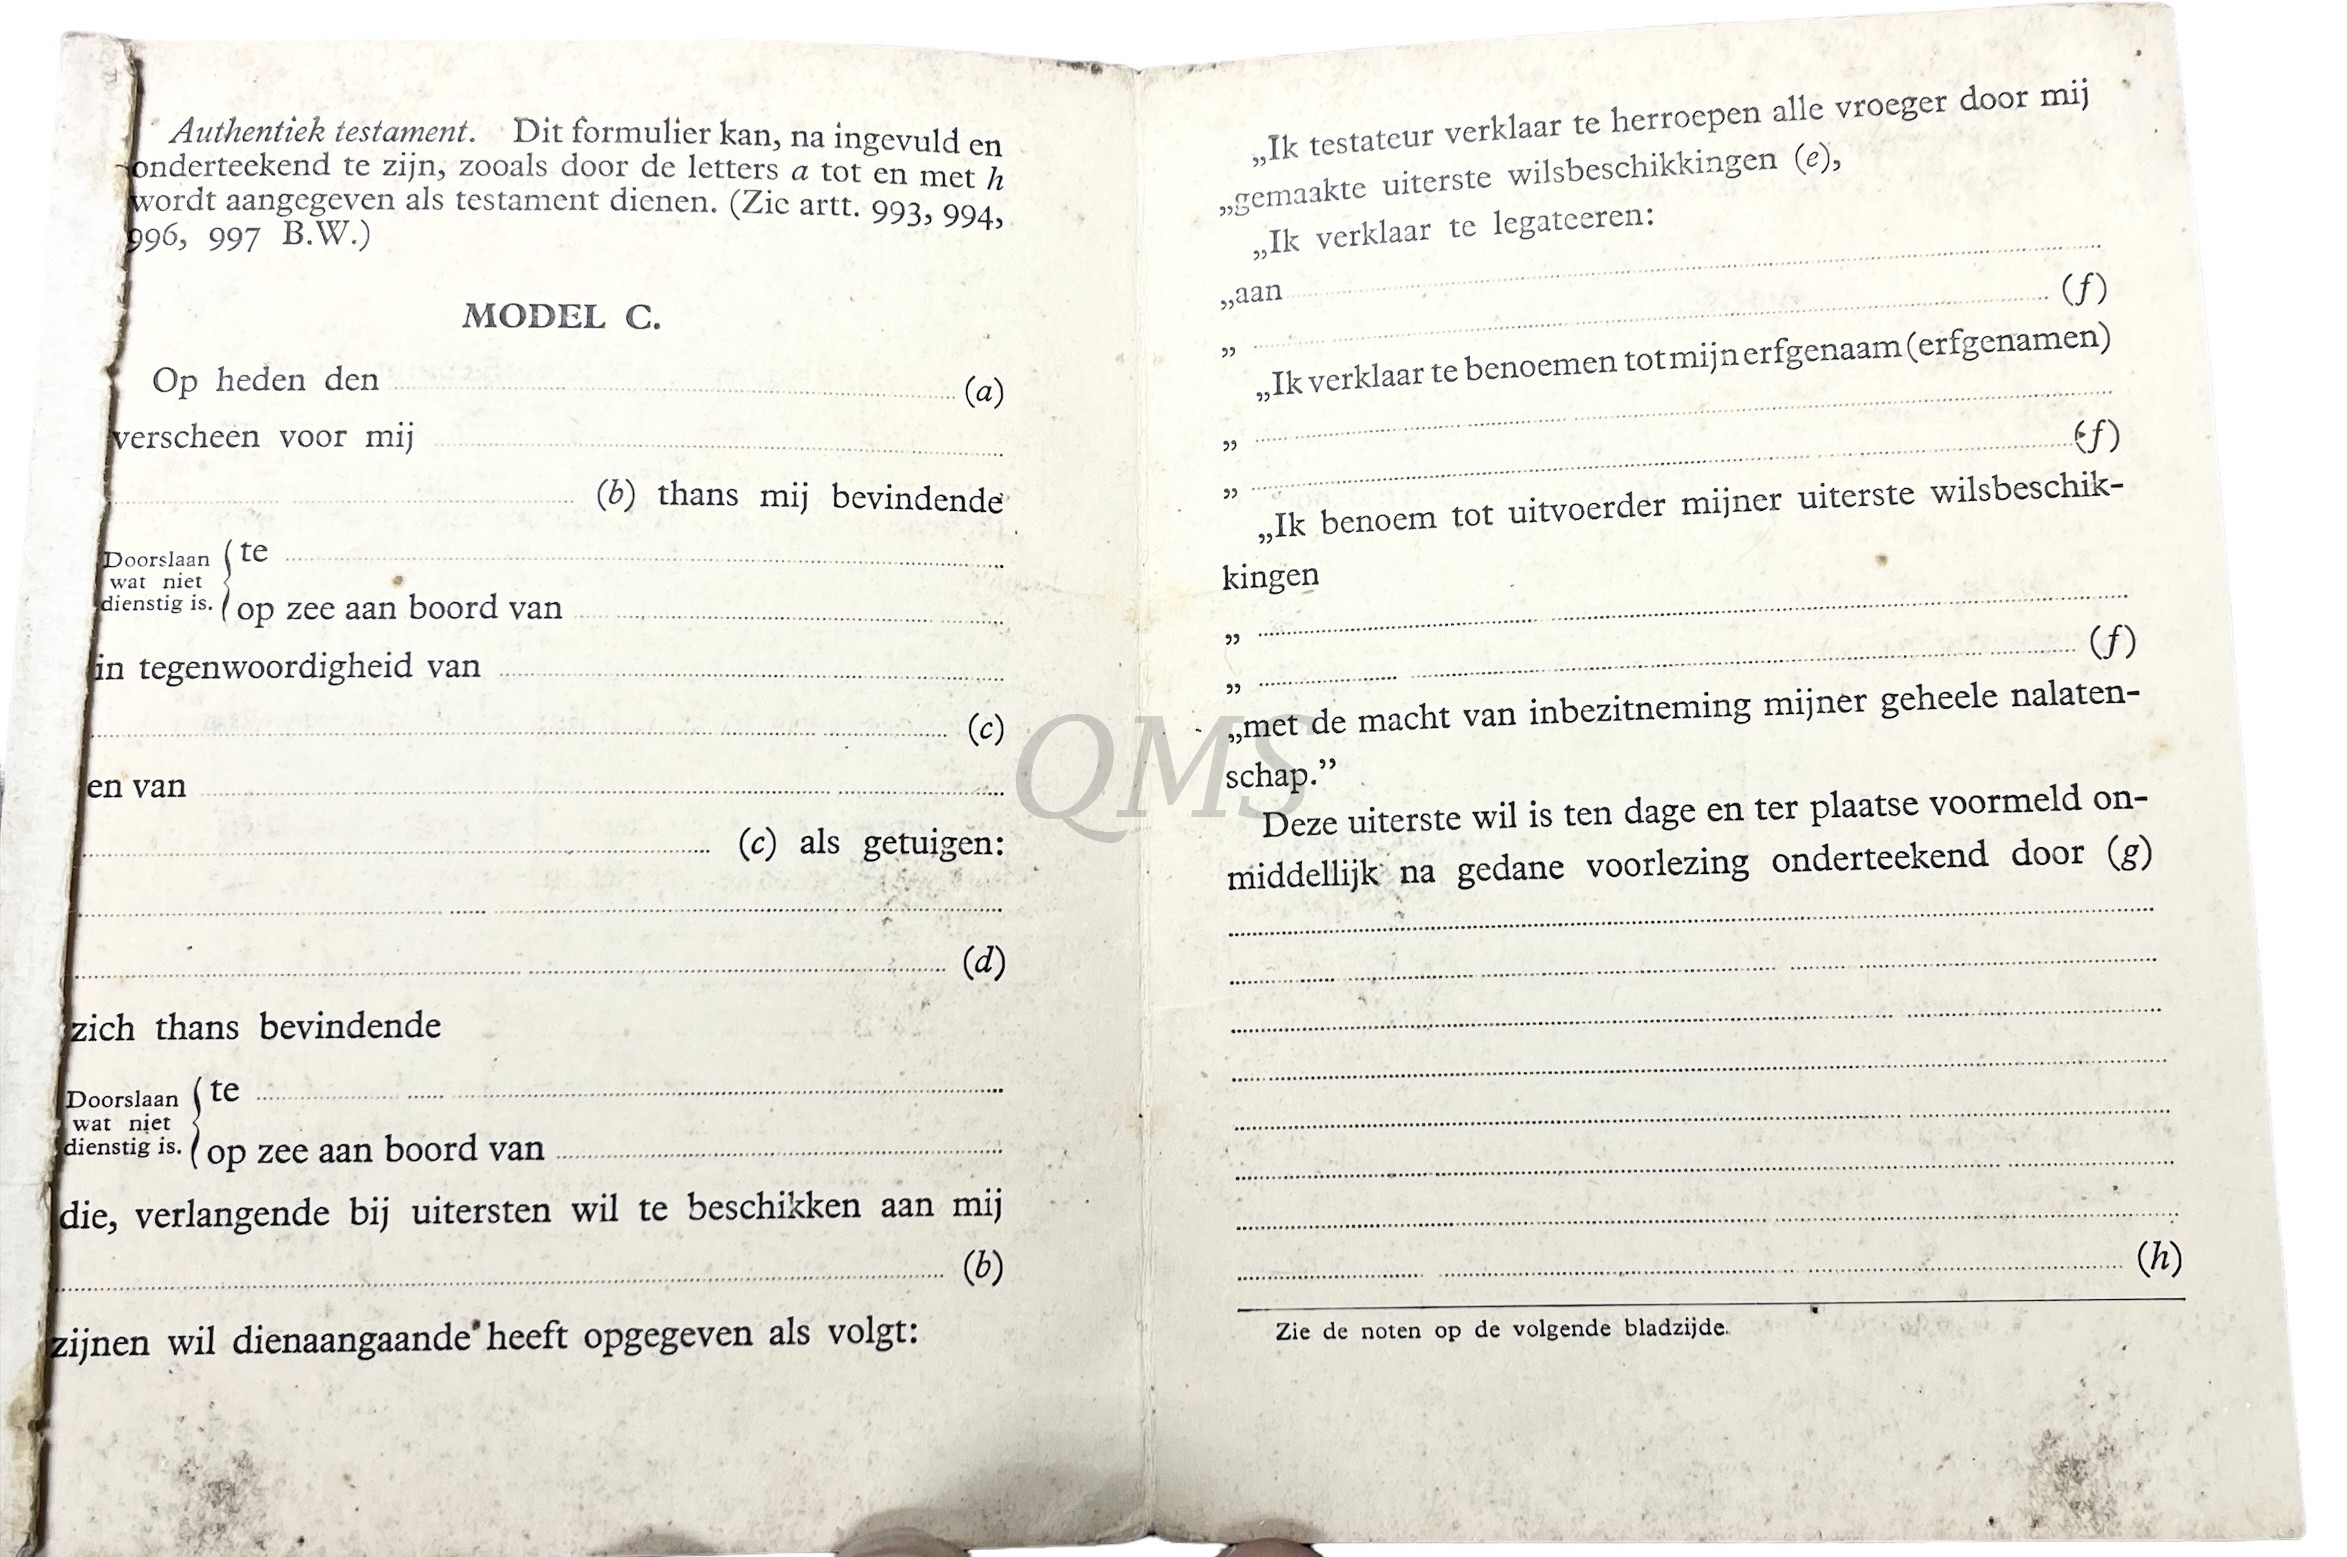 Authentiek testament. Dit formulier kan, na ingevuld en
onderteekend te zijn, zooals door de letters a tot en met h
wordt aangegeven als testament dienen. (Zie artt. 993, 994,
996, 997 B.W.)
MODEL C.
Op heden den (a)
verscheen voor mij
(b) thans mij bevindende
Doorslaan wat niet dienstig is.
te
op zee aan boord van
in tegenwoordigheid van
(c)
en van
(c) als getuigen:
(d)
zich thans bevindende
Doorslaan wat niet dienstig is.
te
op zee aan boord van
die, verlangende bij uitersten wil te beschikken aan mij
(b)
zijnen wil dienaangaande heeft opgegeven als volgt:
„Ik testateur verklaar te herroepen alle vroeger door mij
„gemaakte uiterste wilsbeschikkingen (e),
„Ik verklaar te legateeren:
„aan
„ (f)
„Ik verklaar te benoemen tot mijn erfgenaam (erfgenamen)
„
„ (f)
„Ik benoem tot uitvoerder mijner uiterste wilsbeschik-
kingen
„
„ (f)
„met de macht van inbezitneming mijner geheele nalaten-
schap.”
Deze uiterste wil is ten dage en ter plaatse voormeld on-
middellijk na gedane voorlezing onderteekend door (g)
(h)
Zie de noten op de volgende bladzijde.
QMS